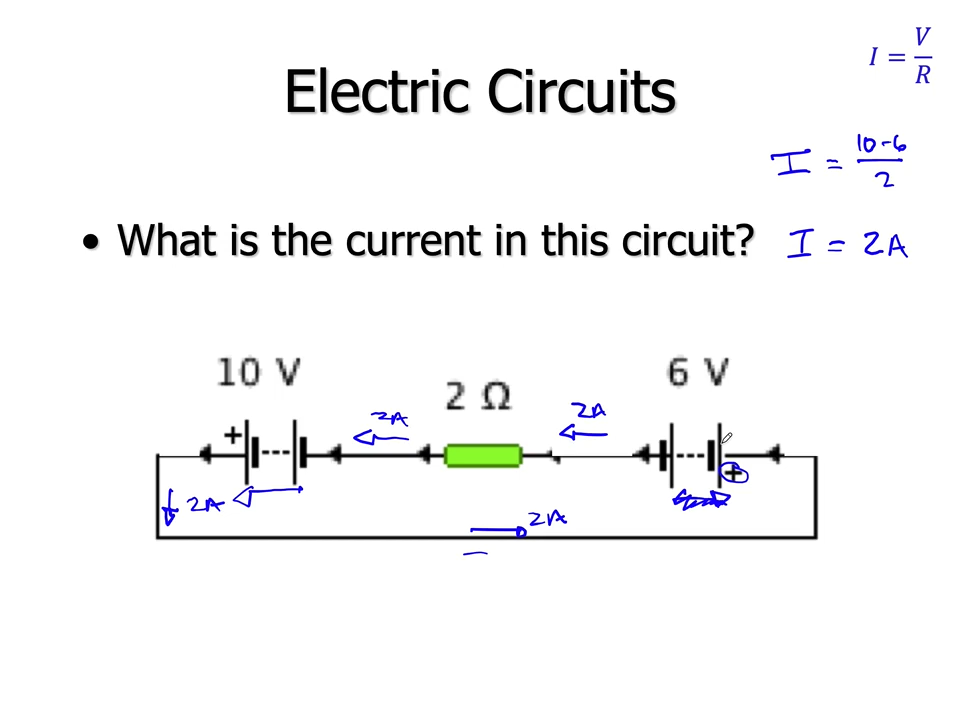 I = V/R
Electric Circuits
I = 10-6/2
• What is the current in this circuit?
I = 2A
10 V
2 Ω
6 V
2A
2A
+
+
2A
2A